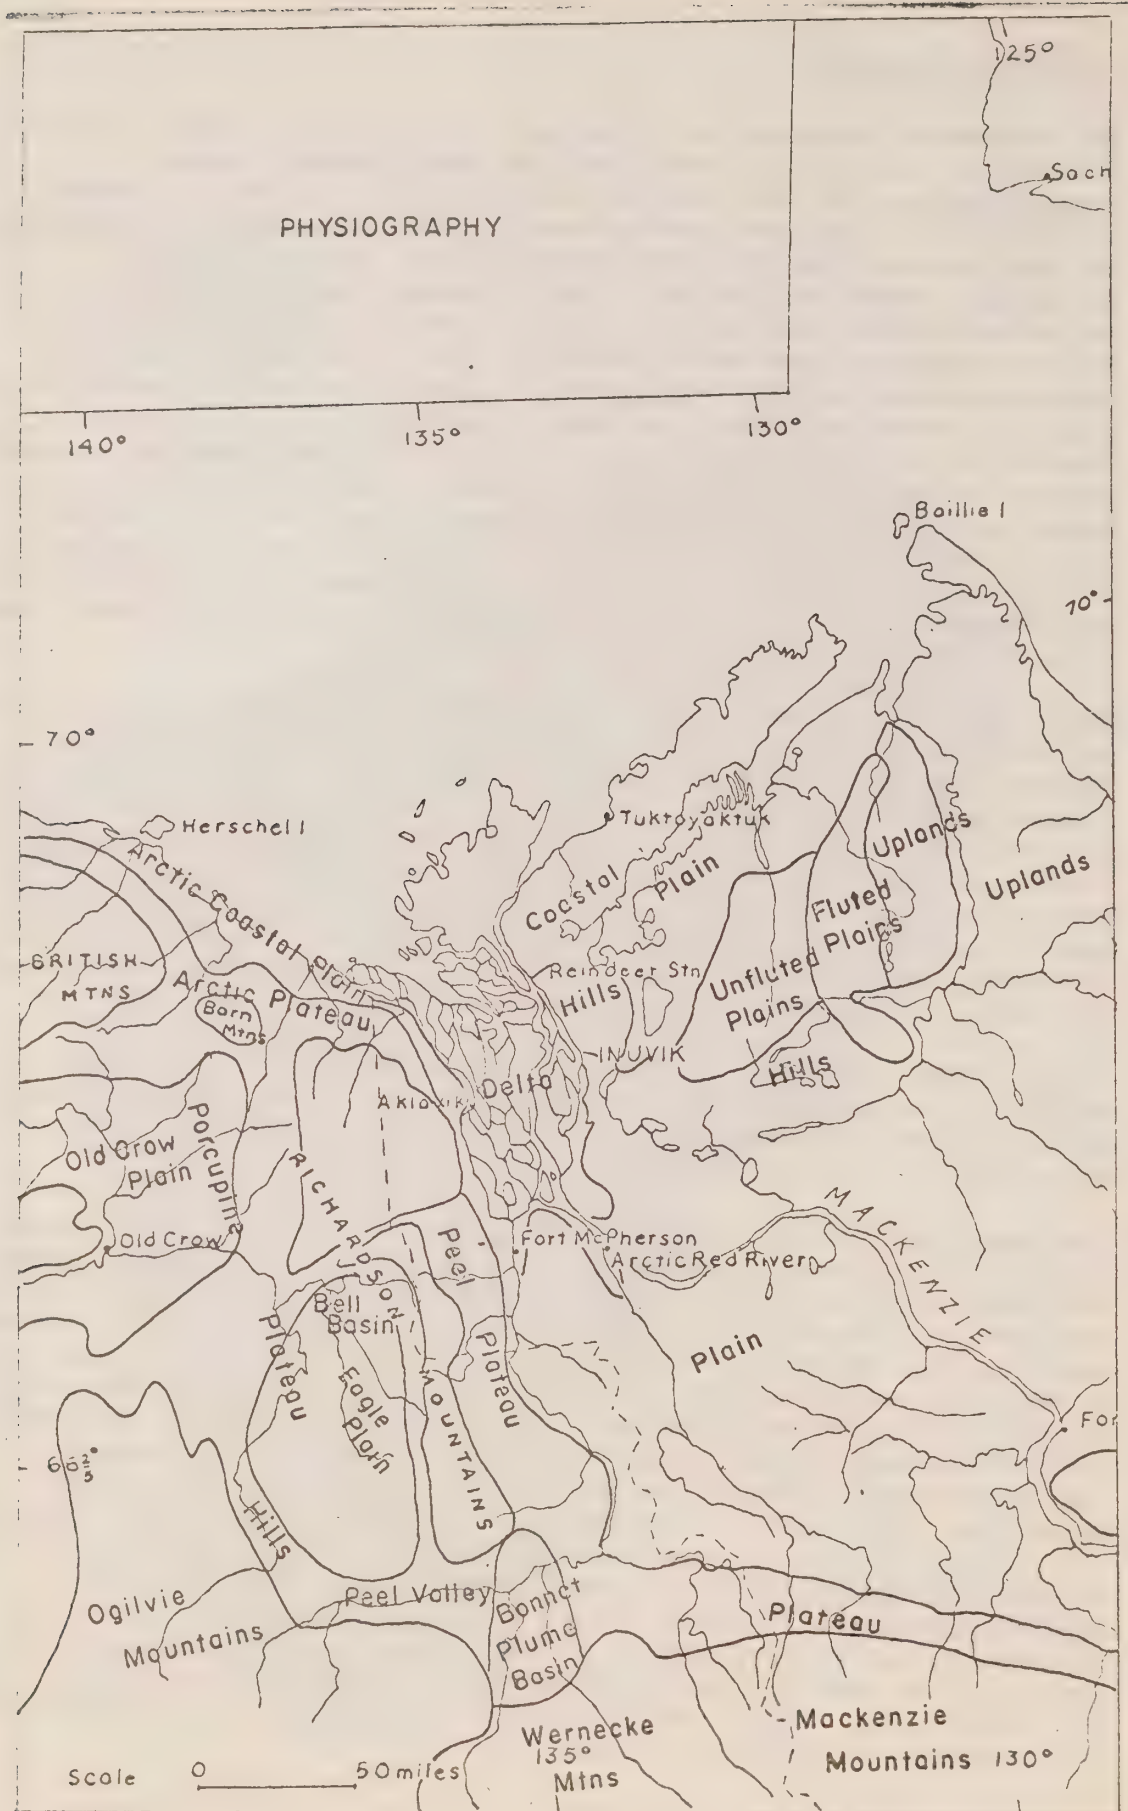 125°
Sach
PHYSIOGRAPHY
140°
135°
130°
Baillie I
70°
70°
Herschel I
Tuktoyaktuk
Arctic Coastal Plain
Coastal Plain
Uplands
Uplands
Fluted
Plains
BRITISH
MTNS
Arctic Plateau
Barn
Mtns
Reindeer Stn
Hills
Unfluted
Plains
INUVIK
Hills
Delta
Aklavik
Old Crow
Plain
Porcupine
Old Crow
RICHARDSON
Peel
Fort McPherson
Arctic Red River
MACKENZIE
Bell
Basin
Plateau
Eagle
Plain
MOUNTAINS
Plateau
Plain
For
66⅔°
Hills
Ogilvie
Mountains
Peel Valley
Bonnet
Plume
Basin
Plateau
Wernecke
135°
Mtns
Mackenzie
Mountains 130°
Scale 0 50 miles